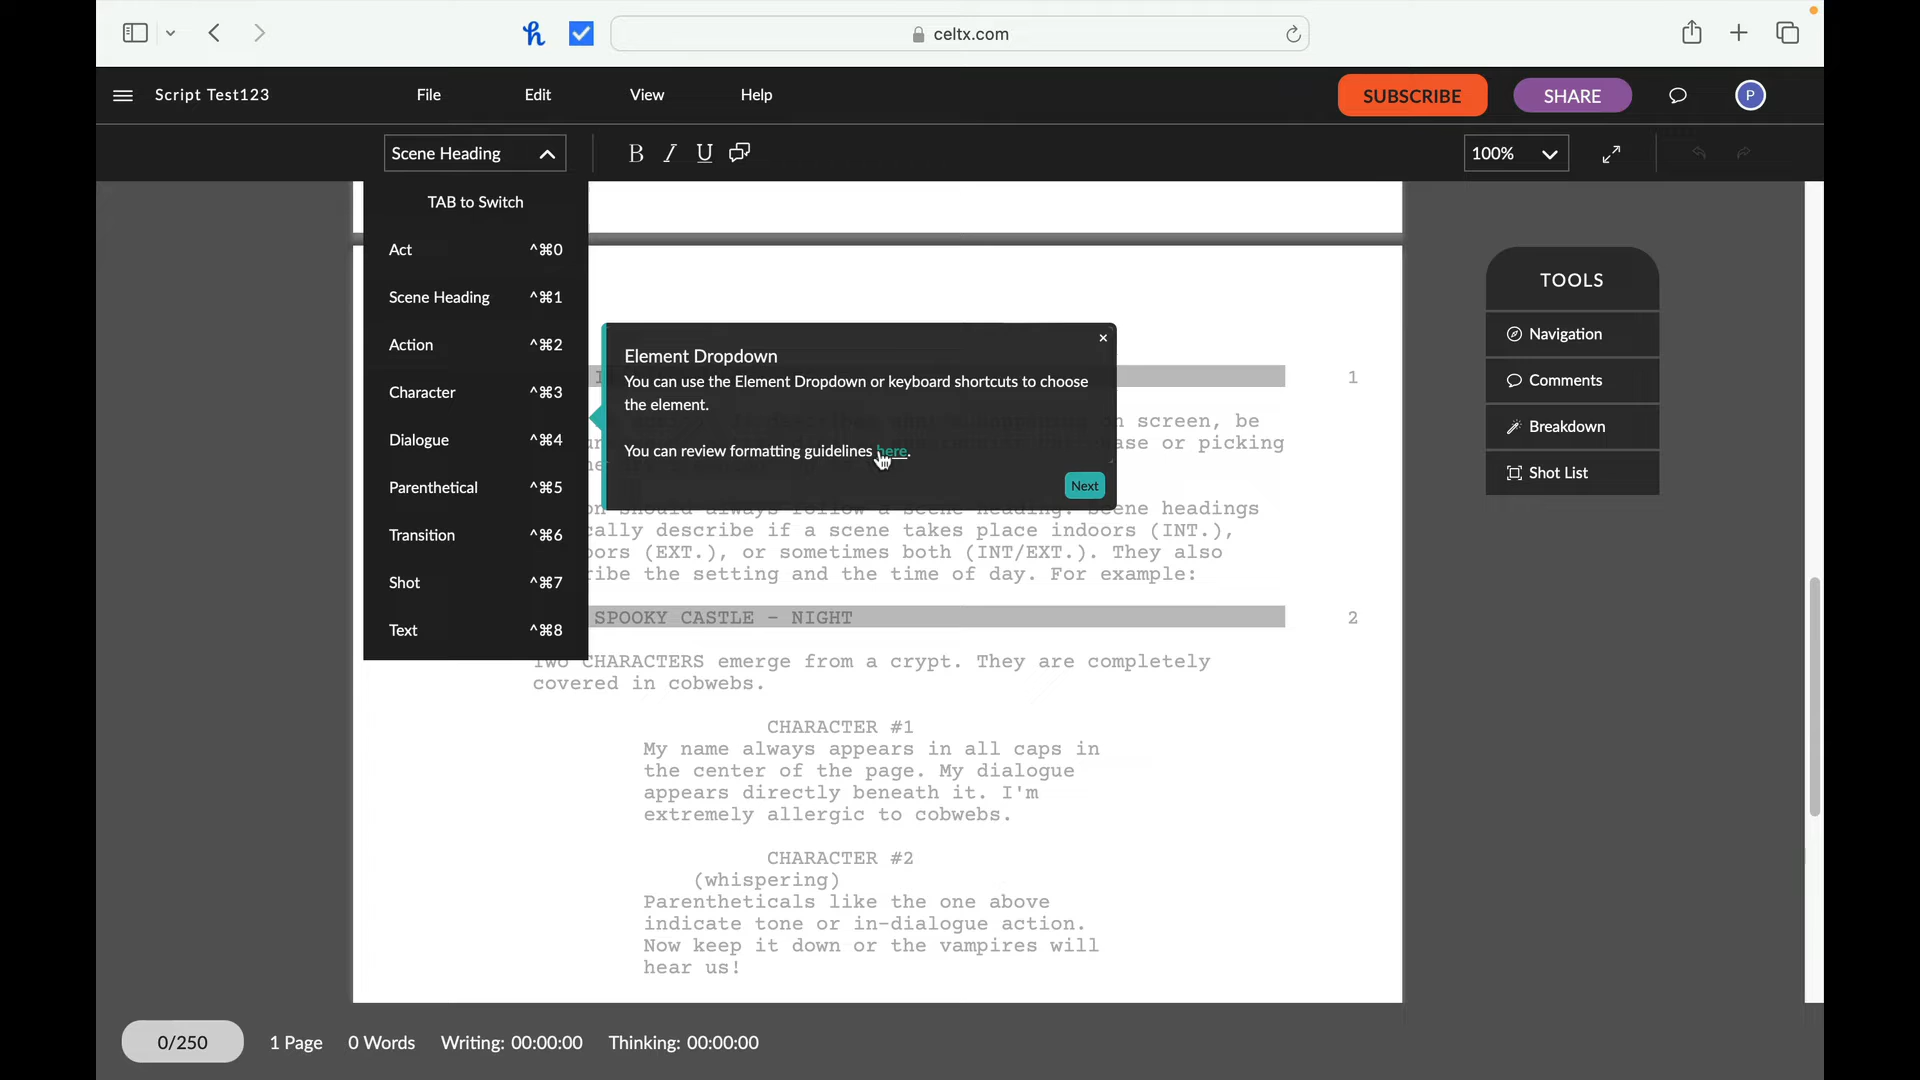 celtx.com
Script Test123
File
Edit
View
Help
SUBSCRIBE
SHARE
P
Scene Heading
B I U
100%
TAB to Switch
Act ^⌘0
Scene Heading ^⌘1
Action ^⌘2
Character ^⌘3
Dialogue ^⌘4
Parenthetical ^⌘5
Transition ^⌘6
Shot ^⌘7
Text ^⌘8
Element Dropdown
You can use the Element Dropdown or keyboard shortcuts to choose
the element.
You can review formatting guidelines here.
Next
1
on screen, be
or picking
should always follow a scene heading. Scene headings
describe if a scene takes place indoors (INT.),
(EXT.), or sometimes both (INT/EXT.). They also
the setting and the time of day. For example:
SPOOKY CASTLE - NIGHT 2
Two CHARACTERS emerge from a crypt. They are completely
covered in cobwebs.
CHARACTER #1
My name always appears in all caps in
the center of the page. My dialogue
appears directly beneath it. I'm
extremely allergic to cobwebs.
CHARACTER #2
(whispering)
Parentheticals like the one above
indicate tone or in-dialogue action.
Now keep it down or the vampires will
hear us!
TOOLS
Navigation
Comments
Breakdown
Shot List
0/250
1 Page
0 Words
Writing: 00:00:00
Thinking: 00:00:00